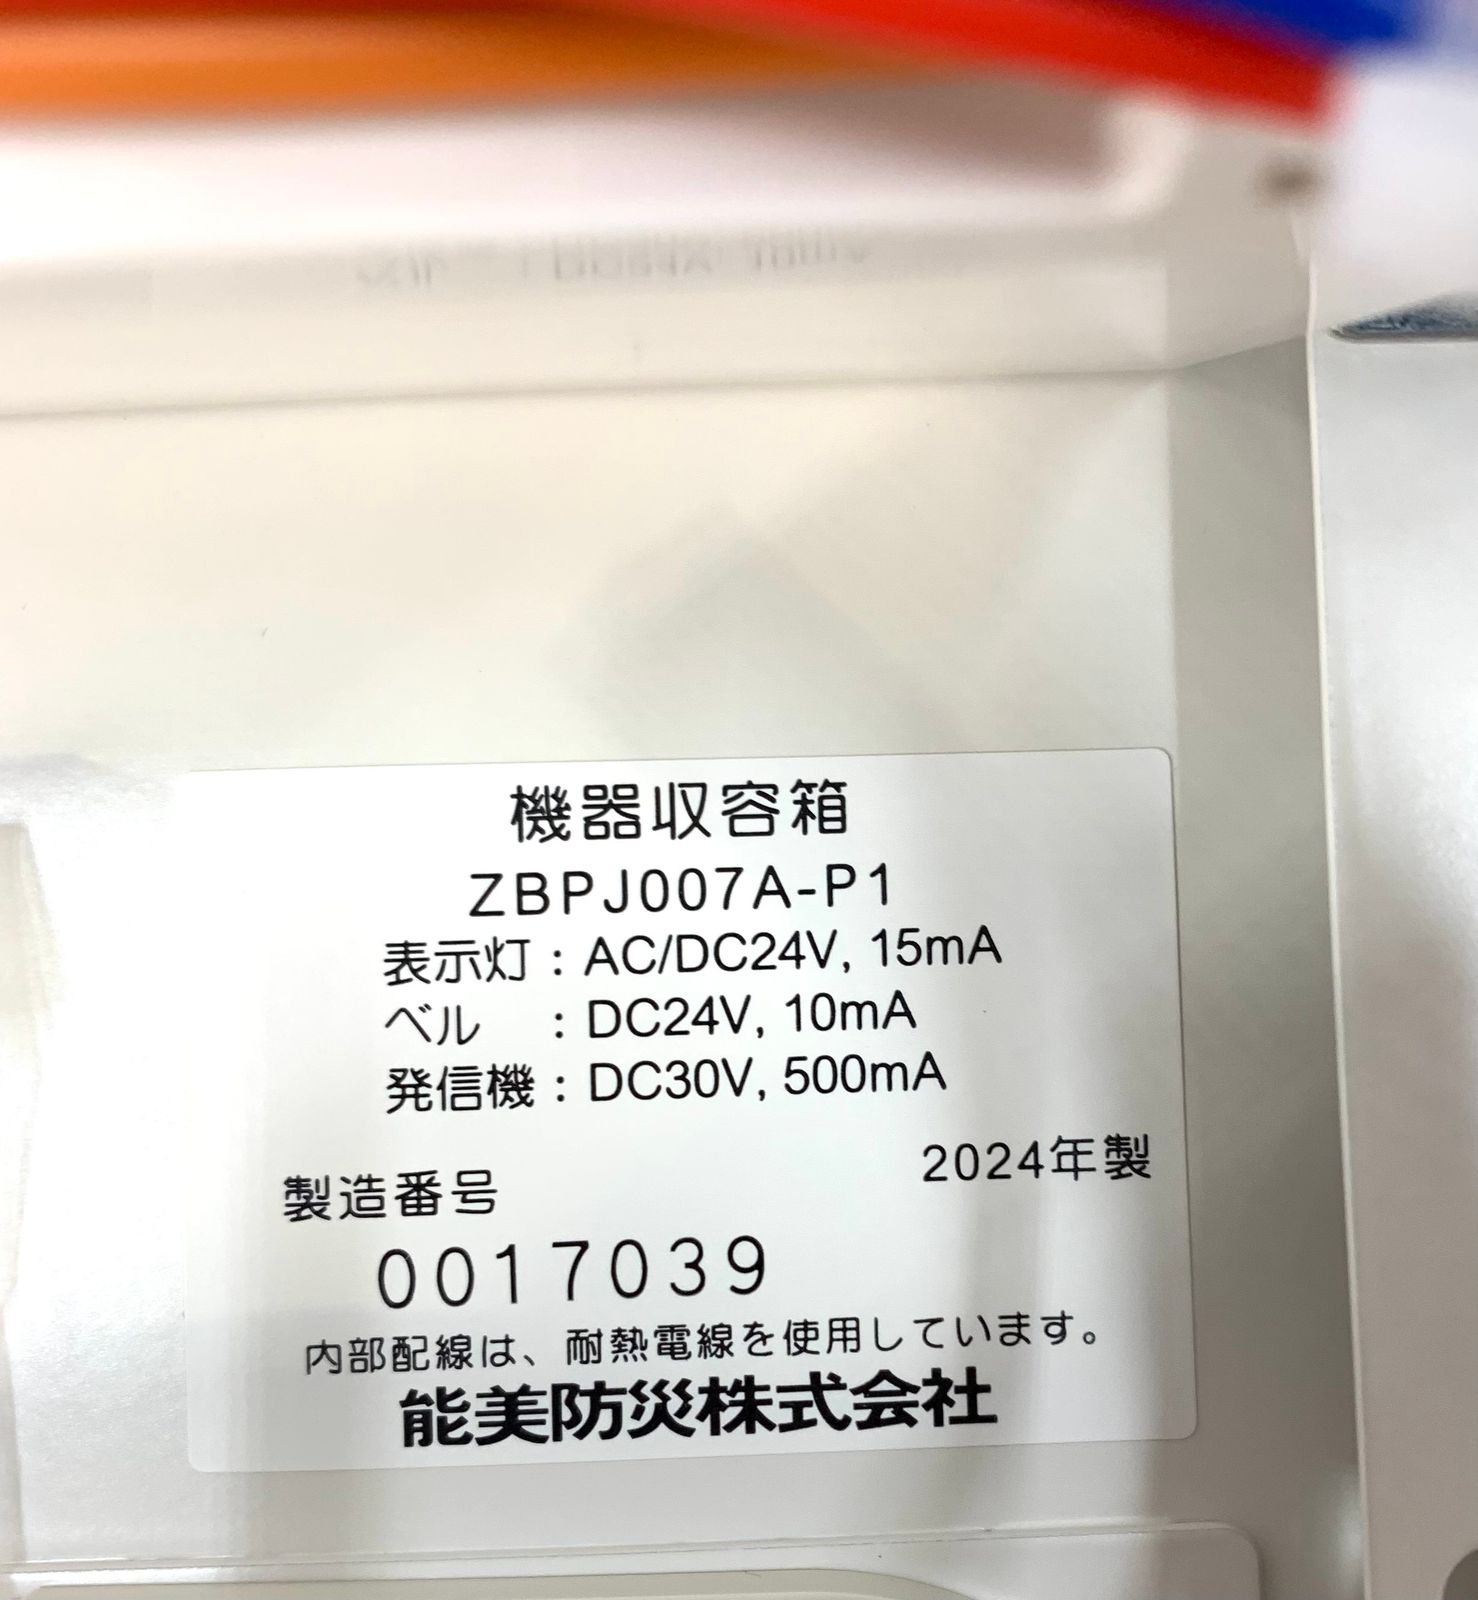 機器収容箱
ZBPJ007A-P1
表示灯：AC/DC24V, 15mA
ベル　：DC24V, 10mA
発信機：DC30V, 500mA
2024年製
製造番号
0017039
内部配線は、耐熱電線を使用しています。
能美防災株式会社